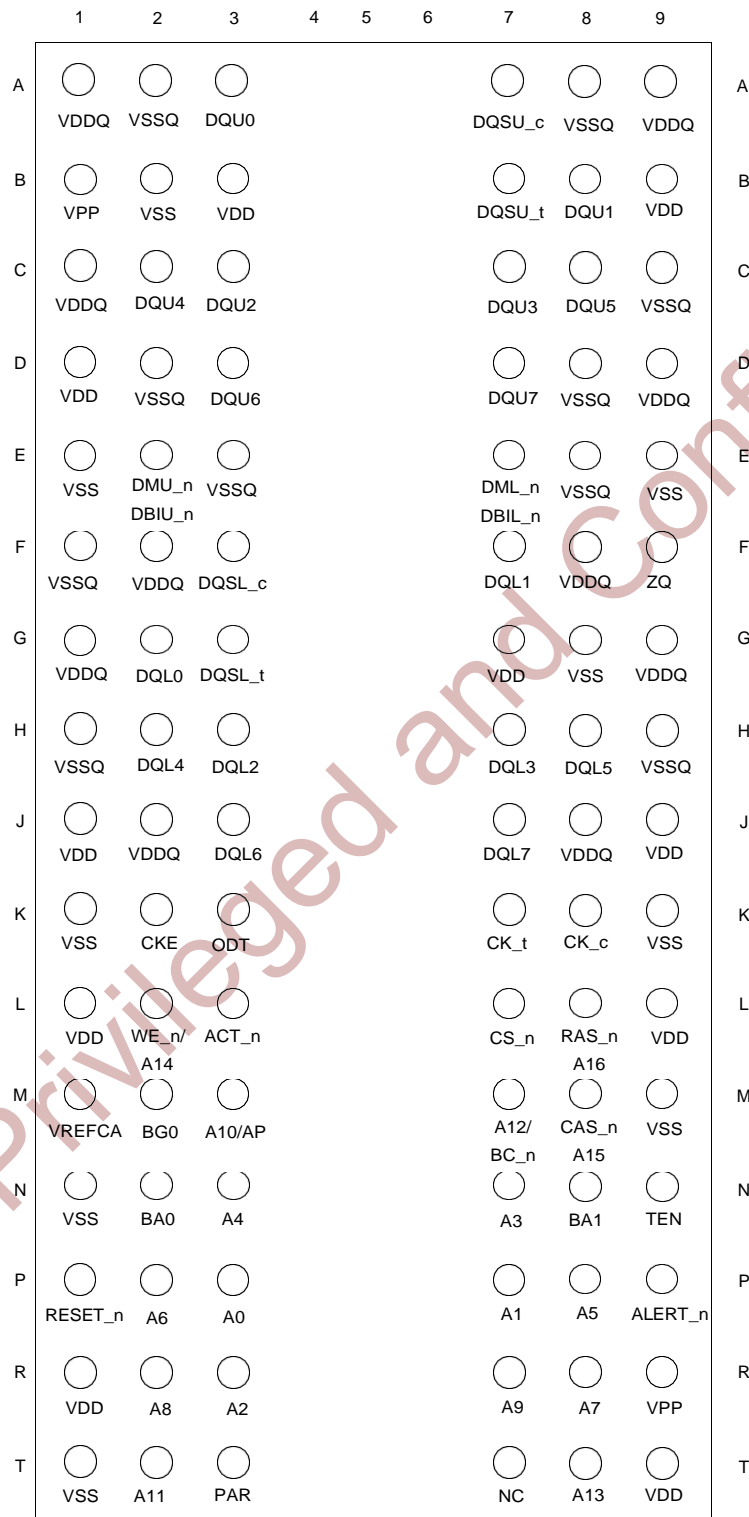 1 2 3 4 5 6 7 8 9
A A
VDDQ VSSQ DQU0 DQSU_c VSSQ VDDQ
B B
VPP VSS VDD DQSU_t DQU1 VDD
C C
VDDQ DQU4 DQU2 DQU3 DQU5 VSSQ
D D
VDD VSSQ DQU6 DQU7 VSSQ VDDQ
E E
VSS DMU_n VSSQ DML_n VSSQ VSS
DBIU_n DBIL_n
F F
VSSQ VDDQ DQSL_c DQL1 VDDQ ZQ
G G
VDDQ DQL0 DQSL_t VDD VSS VDDQ
H H
VSSQ DQL4 DQL2 DQL3 DQL5 VSSQ
J J
VDD VDDQ DQL6 DQL7 VDDQ VDD
K K
VSS CKE ODT CK_t CK_c VSS
L L
VDD WE_n/ ACT_n CS_n RAS_n VDD
A14 A16
M M
VREFCA BG0 A10/AP A12/ CAS_n VSS
BC_n A15
N N
VSS BA0 A4 A3 BA1 TEN
P P
RESET_n A6 A0 A1 A5 ALERT_n
R R
VDD A8 A2 A9 A7 VPP
T T
VSS A11 PAR NC A13 VDD
Privileged and Conf